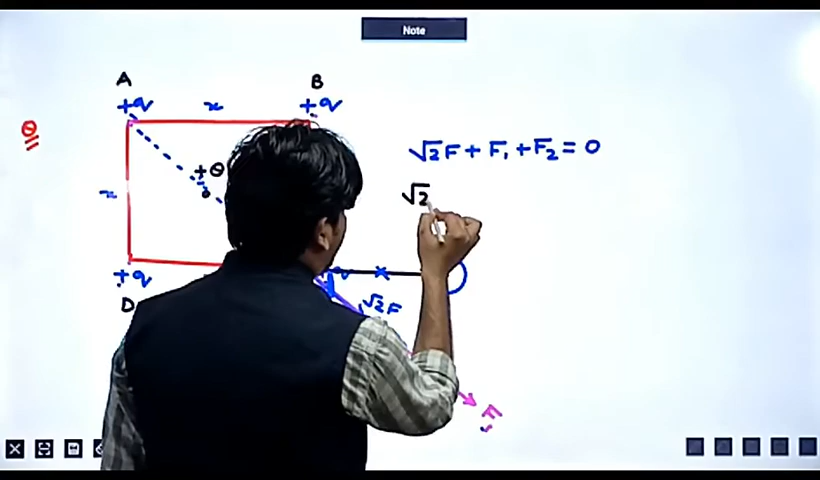 Note
A
B
+q
x
+q
θ
√2F + F₁ + F₂ = 0
+θ
x
√2
+q
x
√2F
D
F